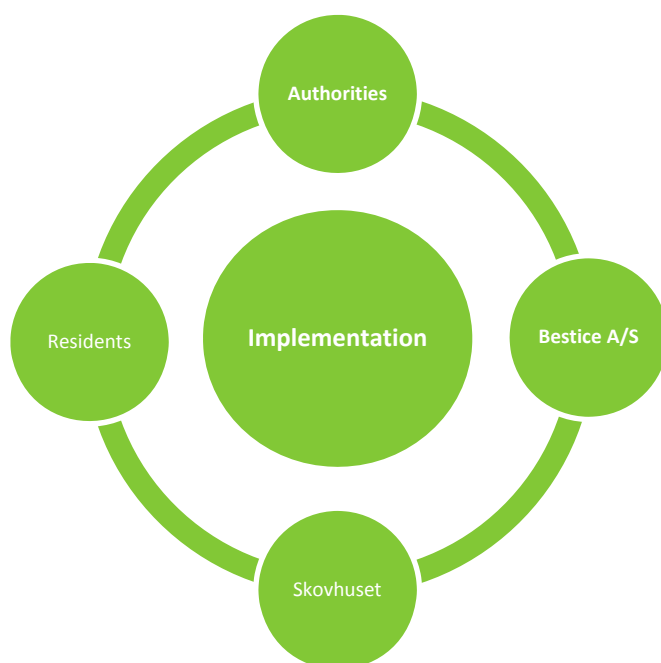 Authorities
Residents
Implementation
Bestice A/S
Skovhuset